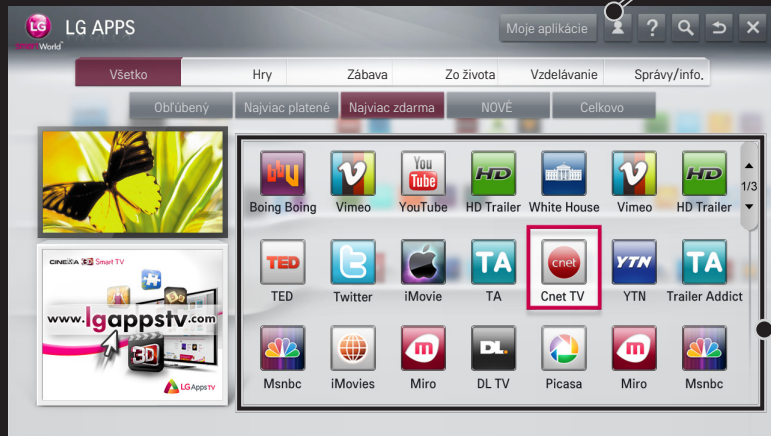 LG LG APPS
smart World
Moje aplikácie ? 
Všetko Hry Zábava Zo života Vzdelávanie Správy/info.
Obľúbený Najviac platené Najviac zdarma NOVÉ Celkovo
bby vimeo You Tube HD HD
1/3
Boing Boing Vimeo YouTube HD Trailer White House Vimeo HD Trailer
CINEMA 3D Smart TV
TED TA cnet YTN TA
TED Twitter iMovie TA Cnet TV YTN Trailer Addict
www.lgappstv.com
3D
m DL. m
LG Apps TV
Msnbc iMovies Miro DL TV Picasa Miro Msnbc